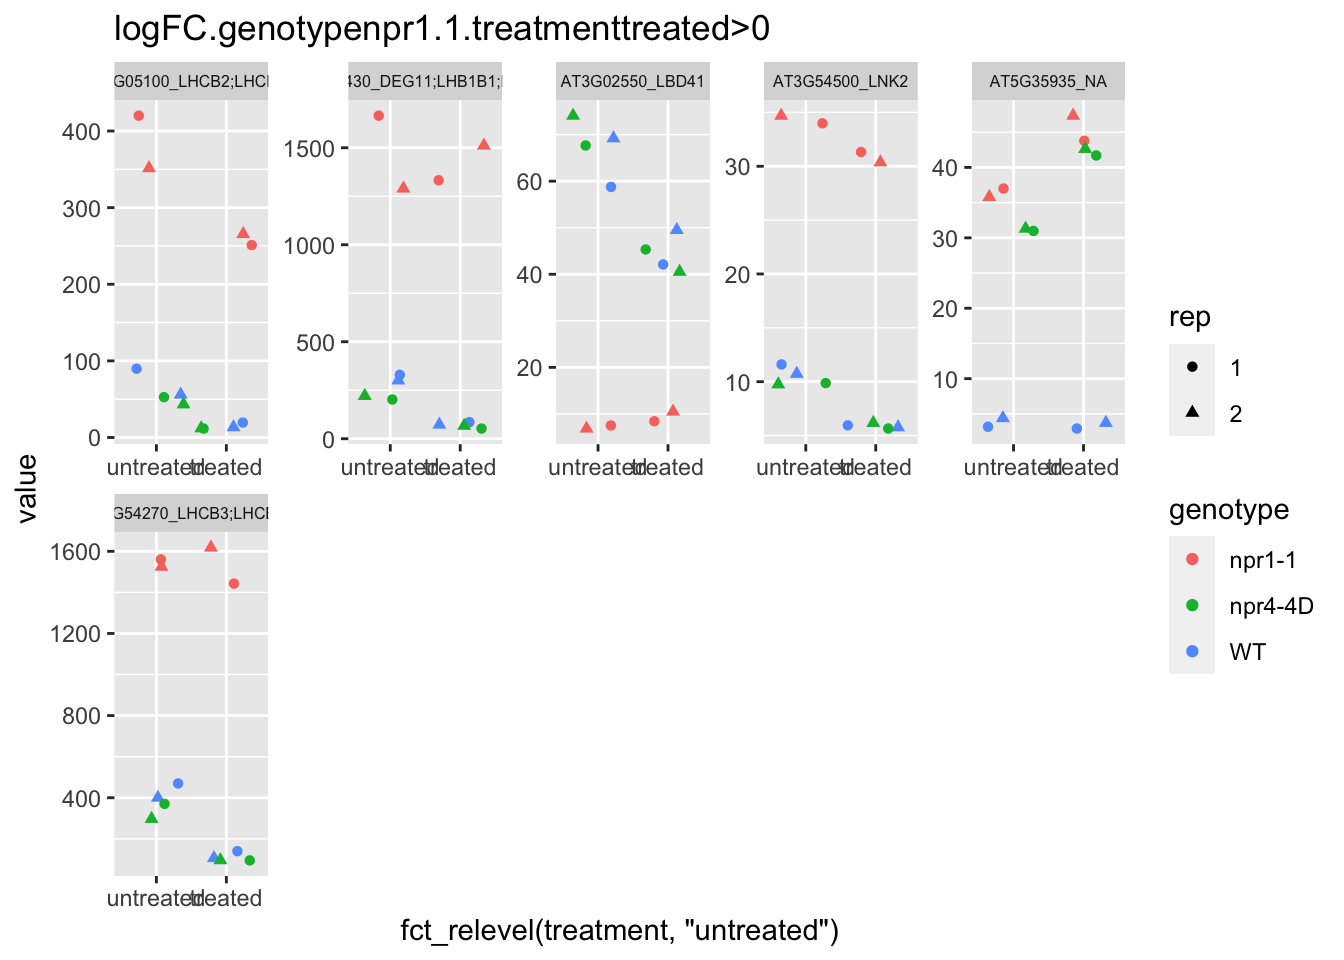 logFC.genotypenpr1.1.treatmenttreated>0
G05100_LHCB2;LHC
430_DEG11;LHB1B1;
AT3G02550_LBD41
AT3G54500_LNK2
AT5G35935_NA
400
300
200
100
0
1500
1000
500
0
60
40
20
30
20
10
40
30
20
10
untreated
treated
untreated
treated
untreated
treated
untreated
treated
untreated
treated
G54270_LHCB3;LHC
1600
1200
800
400
untreated
treated
value
fct_relevel(treatment, "untreated")
rep
1
2
genotype
npr1-1
npr4-4D
WT